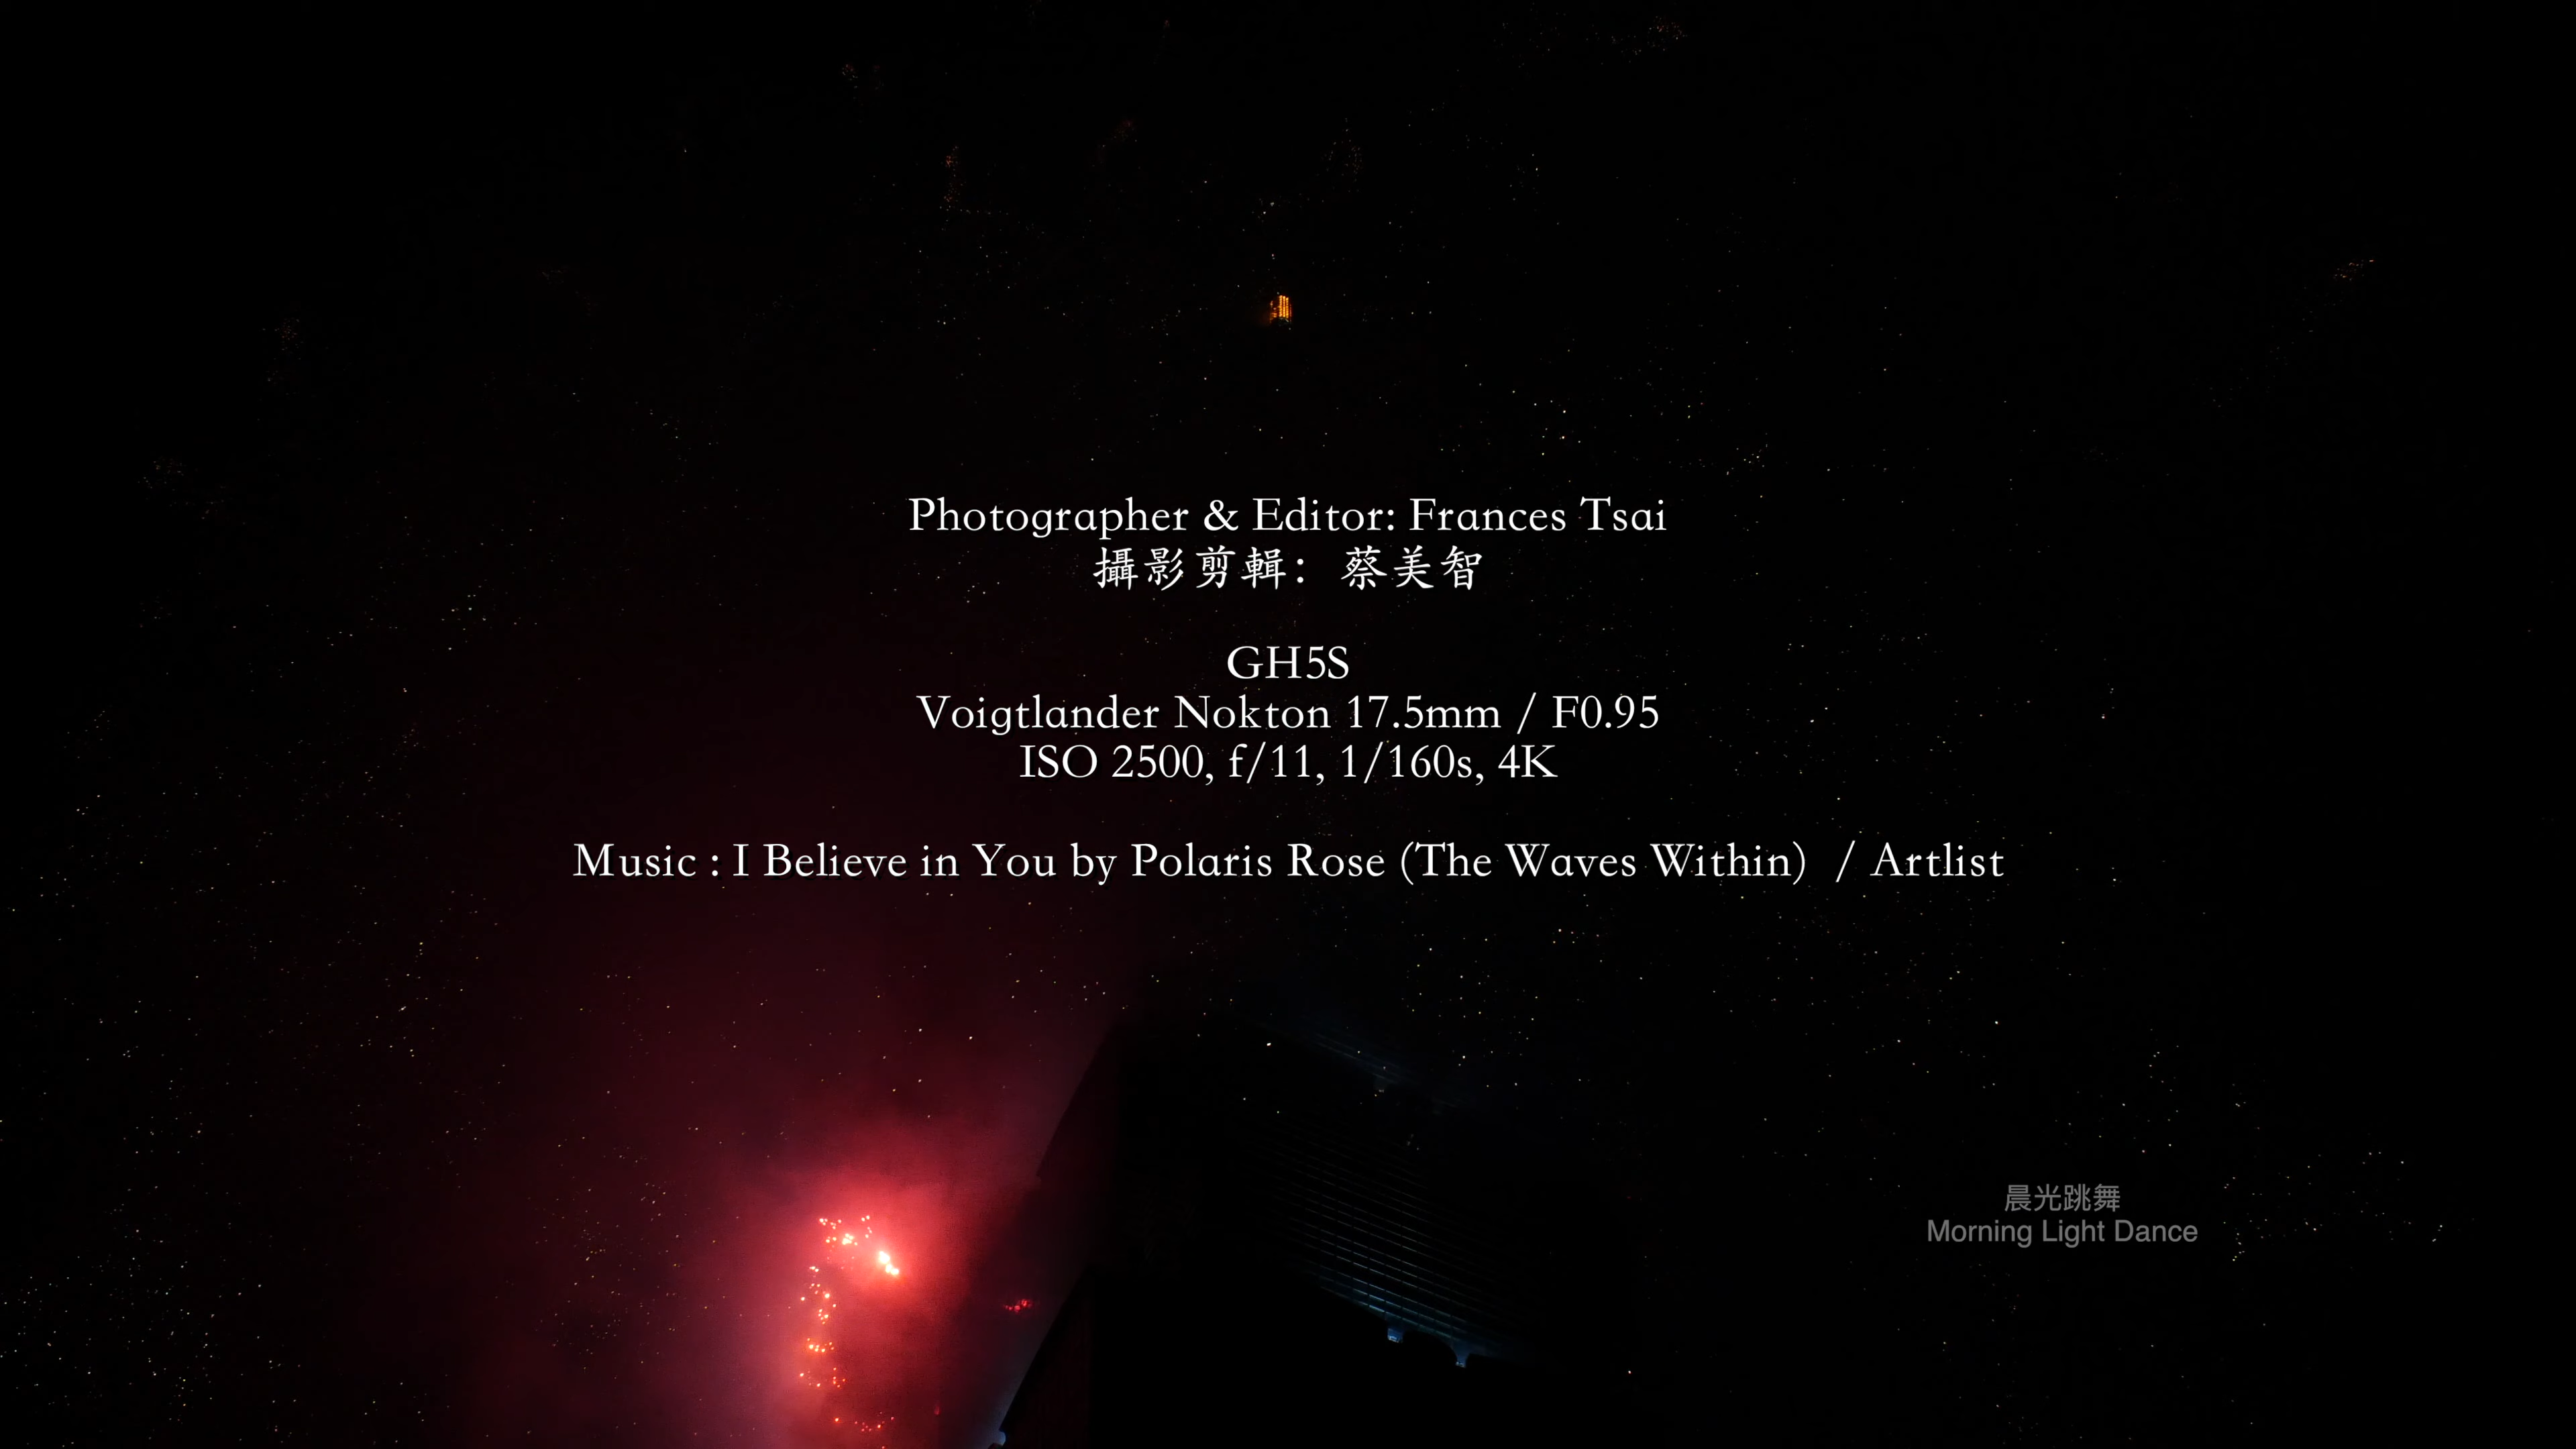 Photographer & Editor: Frances Tsai
攝影剪輯：蔡美智
GH5S
Voigtlander Nokton 17.5mm / F0.95
ISO 2500, f/11, 1/160s, 4K
Music : I Believe in You by Polaris Rose (The Waves Within) / Artlist
晨光跳舞
Morning Light Dance